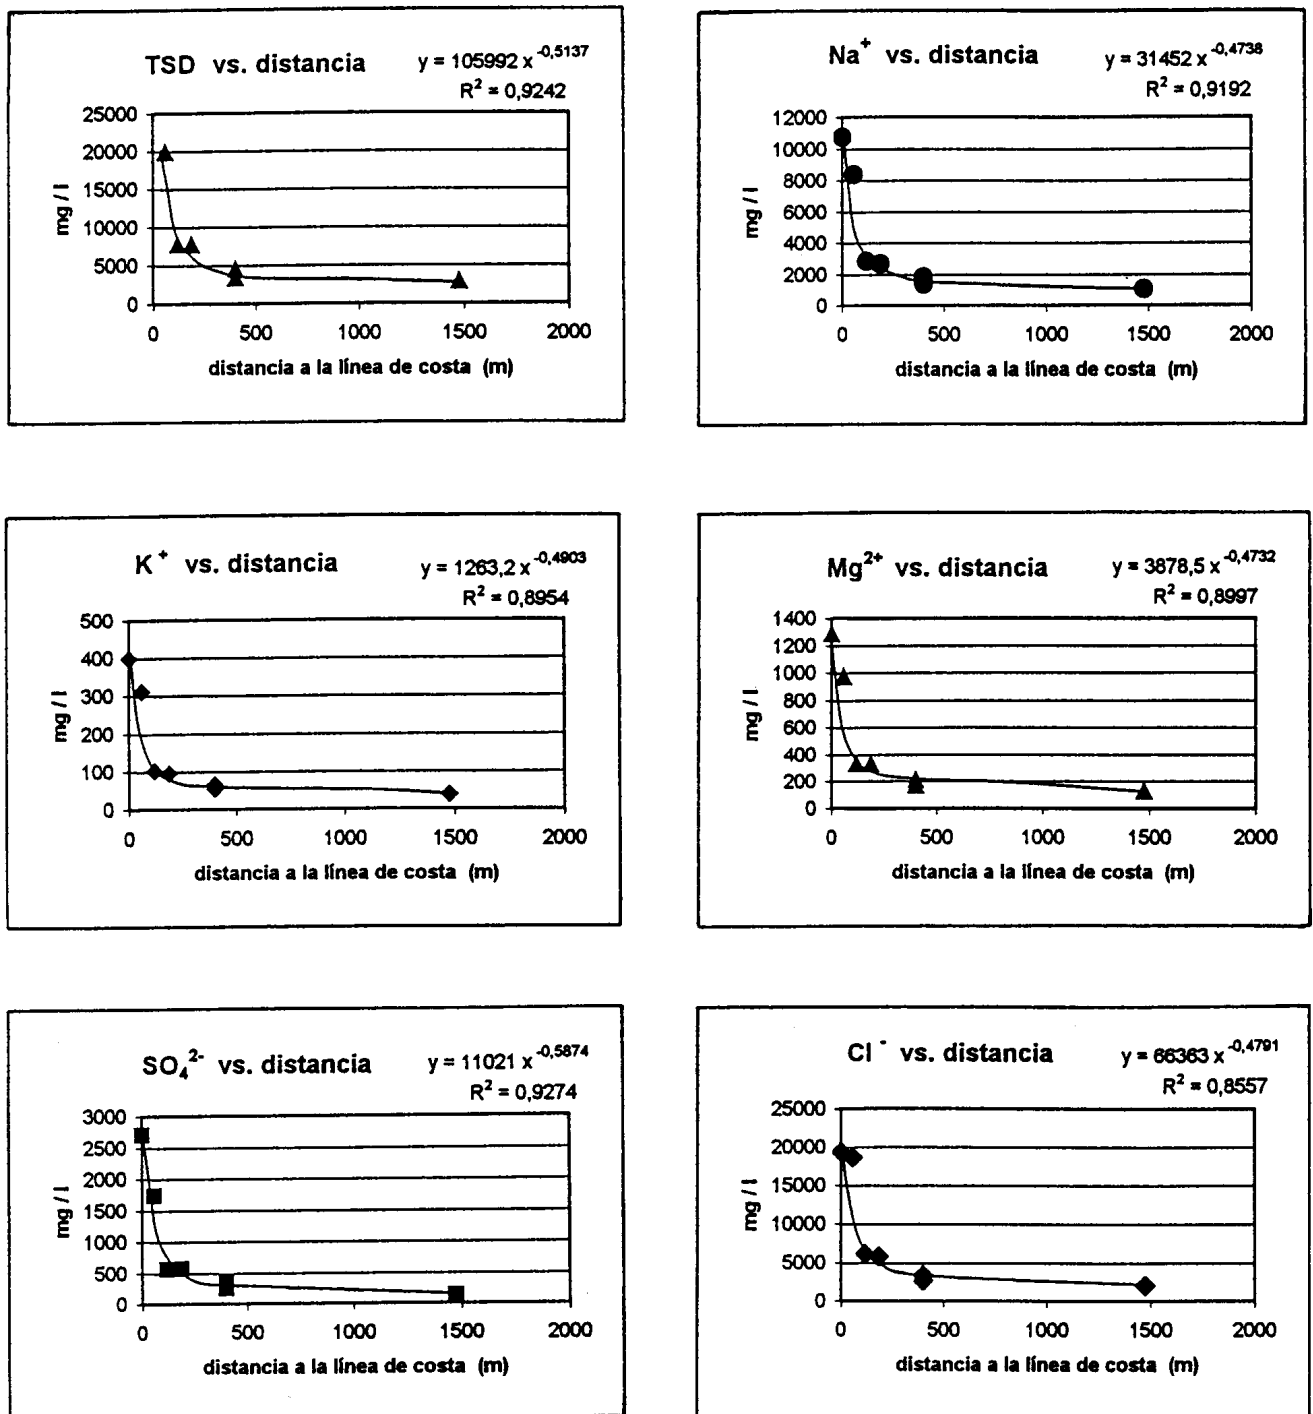 TSD vs. distancia
y = 105992 x^-0,5137
R² = 0,9242
25000
20000
15000
10000
5000
0
mg / l
0 500 1000 1500 2000
distancia a la línea de costa (m)
Na⁺ vs. distancia
y = 31452 x^-0,4738
R² = 0,9192
12000
10000
8000
6000
4000
2000
0
mg / l
0 500 1000 1500 2000
distancia a la línea de costa (m)
K⁺ vs. distancia
y = 1263,2 x^-0,4903
R² = 0,8954
500
400
300
200
100
0
mg / l
0 500 1000 1500 2000
distancia a la línea de costa (m)
Mg²⁺ vs. distancia
y = 3878,5 x^-0,4732
R² = 0,8997
1400
1200
1000
800
600
400
200
0
mg / l
0 500 1000 1500 2000
distancia a la línea de costa (m)
SO₄²⁻ vs. distancia
y = 11021 x^-0,5874
R² = 0,9274
3000
2500
2000
1500
1000
500
0
mg / l
0 500 1000 1500 2000
distancia a la línea de costa (m)
Cl⁻ vs. distancia
y = 66363 x^-0,4791
R² = 0,8557
25000
20000
15000
10000
5000
0
mg / l
0 500 1000 1500 2000
distancia a la línea de costa (m)